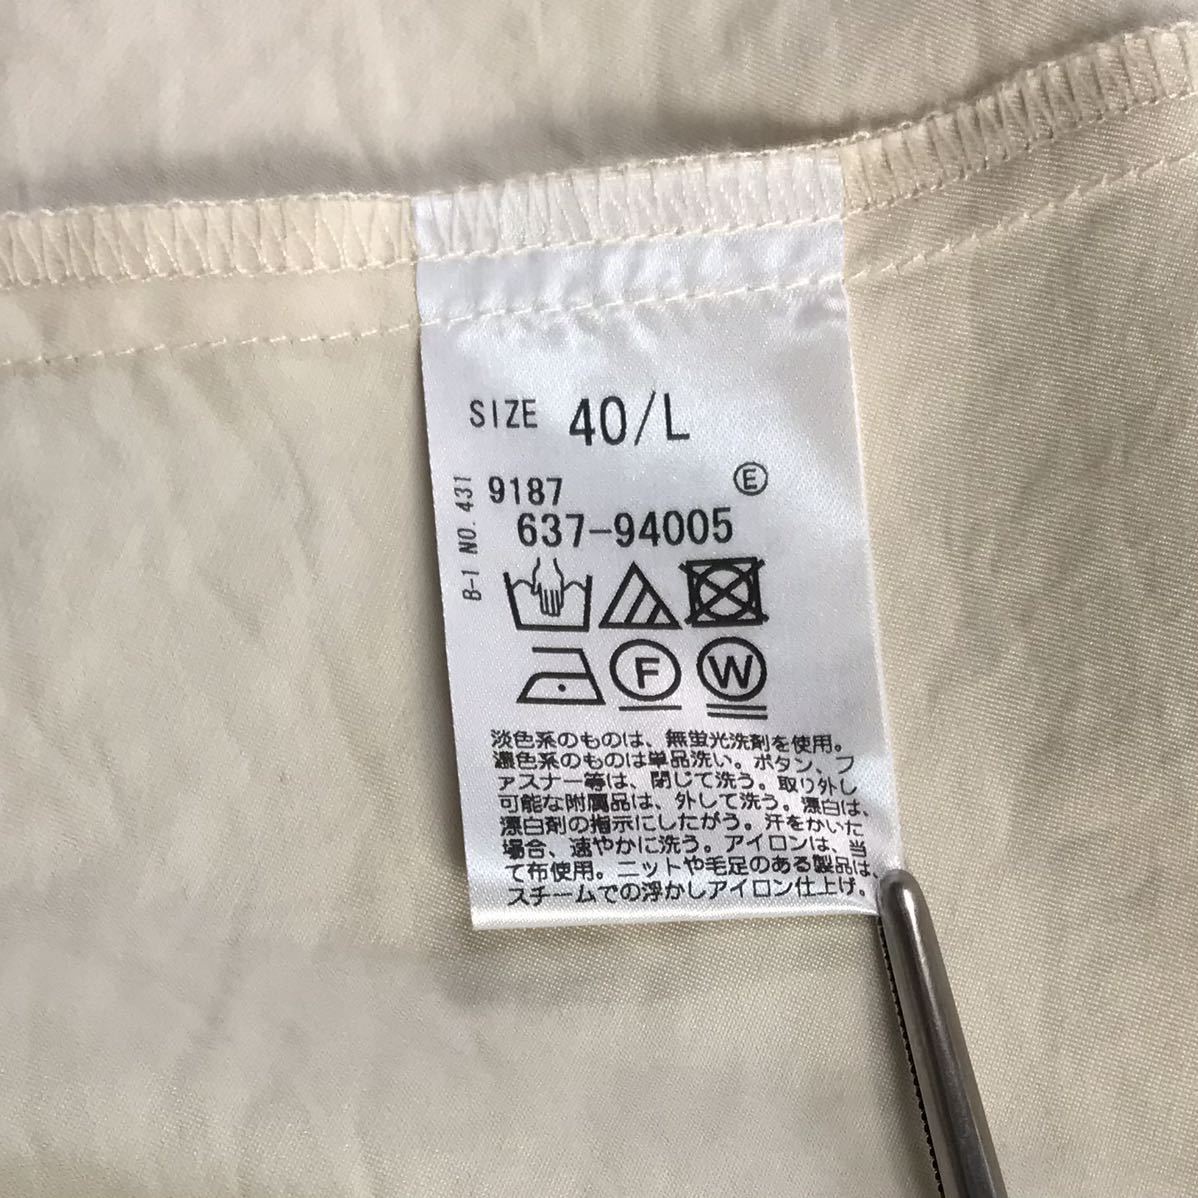 SIZE 40/L
9187 Ⓔ
637-94005
B-1 NO. 431
F W
淡色系のものは、無蛍光洗剤を使用。
濃色系のものは単品洗い。ボタン、フ
ァスナー等は、閉じて洗う。取り外し
可能な附属品は、外して洗う。漂白は、
漂白剤の指示にしたがう。汗をかいた
場合、速やかに洗う。アイロンは、当
て布使用。ニットや毛足のある製品は、
スチームでの浮かしアイロン仕上げ。